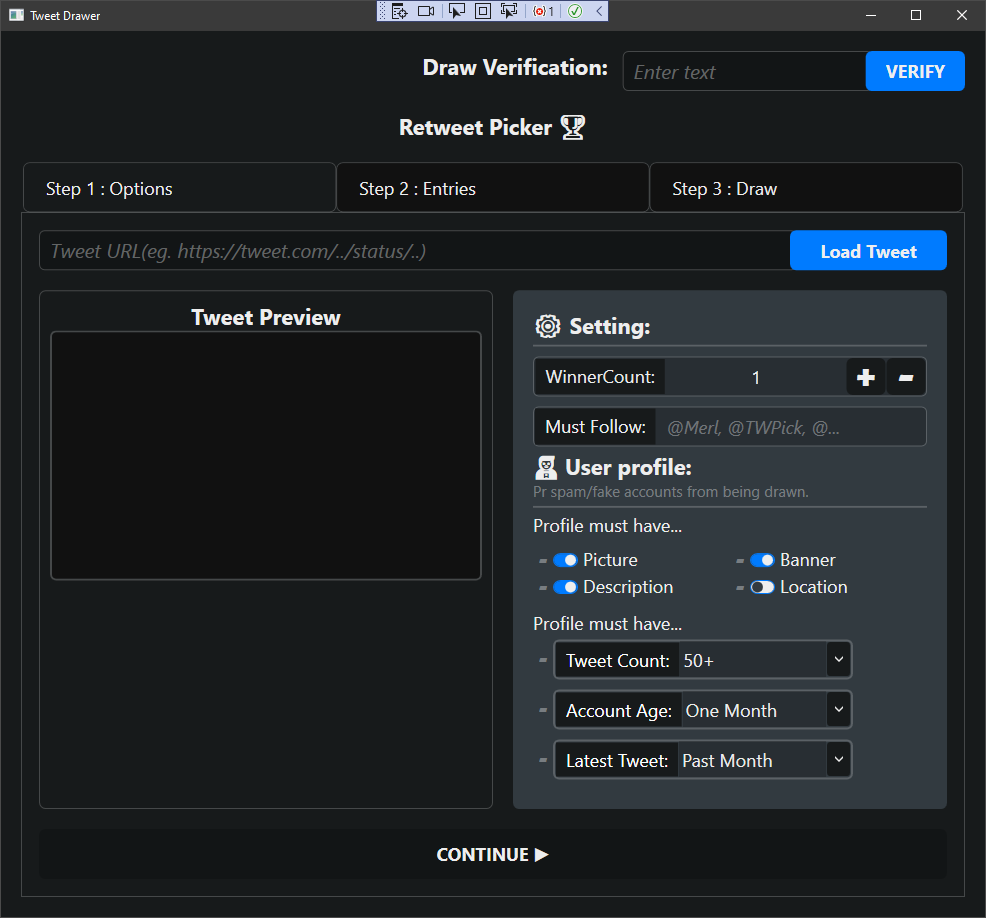 Tweet Drawer
1
Draw Verification:
Enter text
VERIFY
Retweet Picker
Step 1 : Options
Step 2 : Entries
Step 3 : Draw
Tweet URL(eg. https://tweet.com/../status/..)
Load Tweet
Tweet Preview
Setting:
WinnerCount:
1
Must Follow:
@Merl, @TWPick, @...
User profile:
Pr spam/fake accounts from being drawn.
Profile must have...
Picture
Banner
Description
Location
Profile must have...
Tweet Count:
50+
Account Age:
One Month
Latest Tweet:
Past Month
CONTINUE ▶